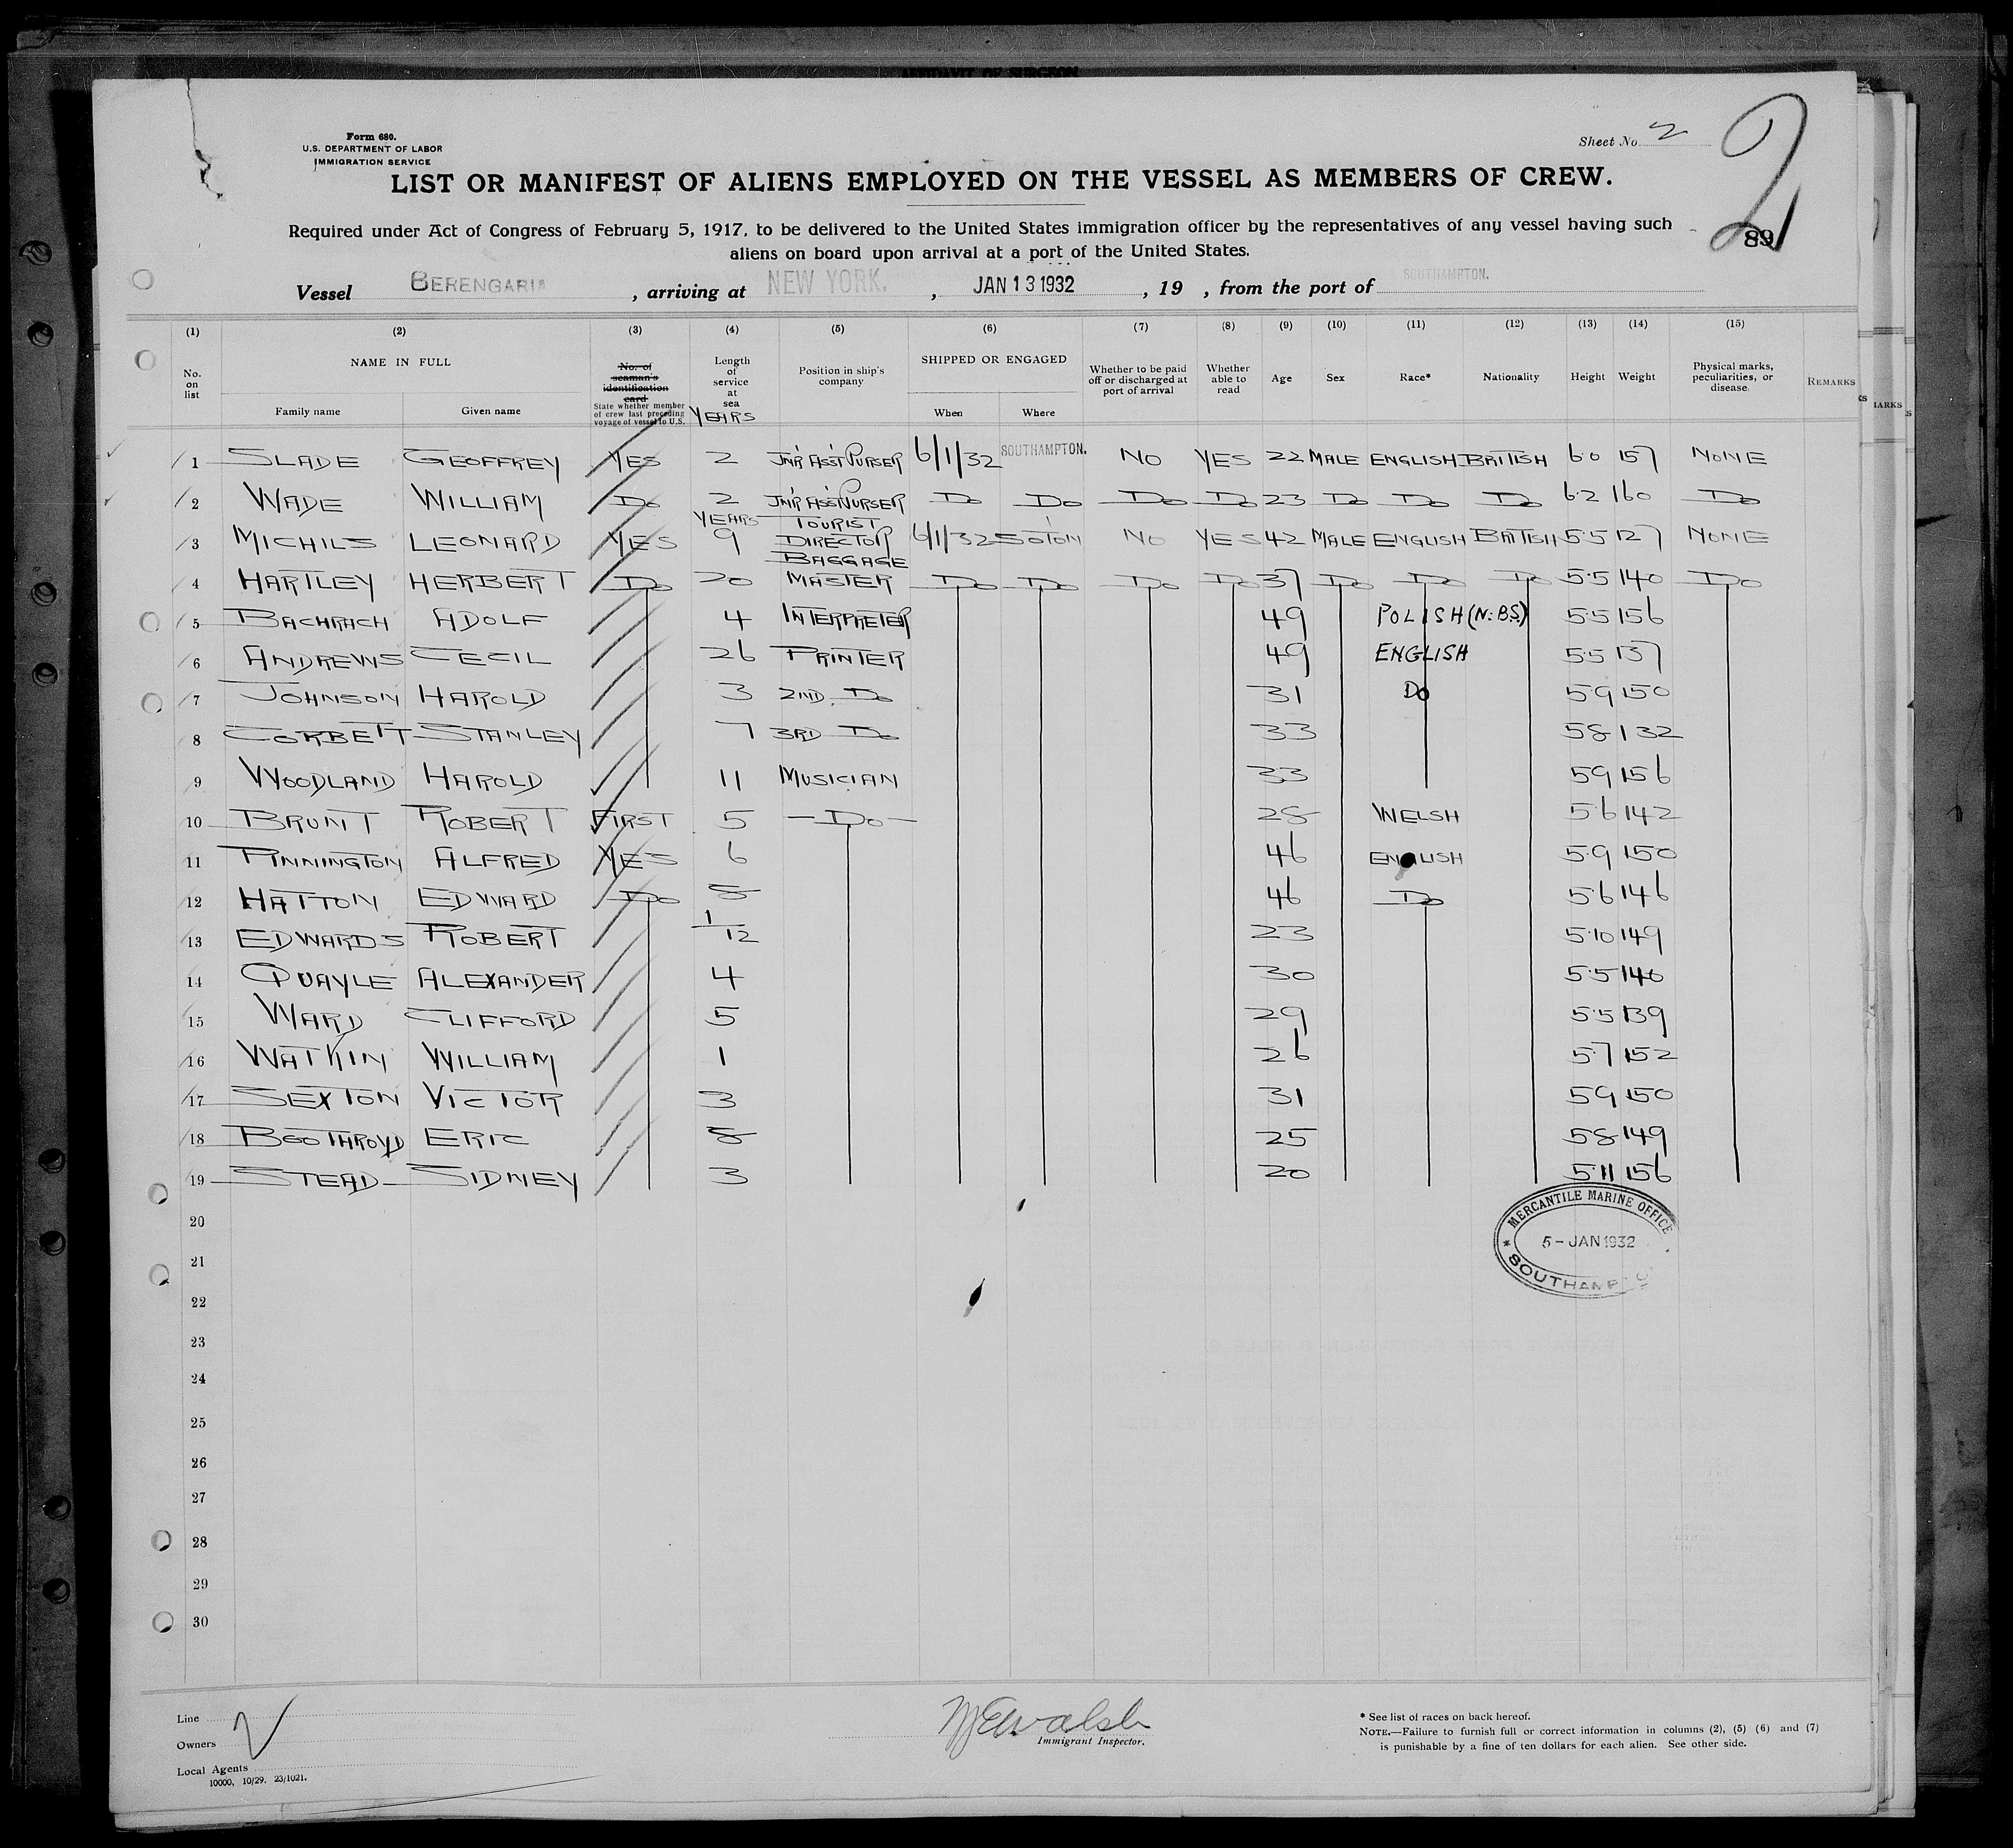 AFFIDAVIT OF SURGEON
Form 680.
U.S. DEPARTMENT OF LABOR
IMMIGRATION SERVICE
Sheet No. 2
2
LIST OR MANIFEST OF ALIENS EMPLOYED ON THE VESSEL AS MEMBERS OF CREW.
Required under Act of Congress of February 5, 1917, to be delivered to the United States immigration officer by the representatives of any vessel having such
aliens on board upon arrival at a port of the United States.
89
Vessel BERENGARIA, arriving at NEW YORK., JAN 13 1932, 19 , from the port of SOUTHAMPTON.
(1) (2) (3) (4) (5) (6) (7) (8) (9) (10) (11) (12) (13) (14) (15)
No. on list
NAME IN FULL
Family name Given name
No. of seaman's identification card
State whether member of crew last preceding voyage of vessel to U.S.
Length of service at sea
YEARS
Position in ship's company
SHIPPED OR ENGAGED
When Where
Whether to be paid off or discharged at port of arrival
Whether able to read
Age Sex Race* Nationality Height Weight
Physical marks, peculiarities, or disease
REMARKS
1 SLADE GEOFFREY YES 2 JN'R ASS'T PURSER 6/1/32 SOUTHAMPTON. NO YES 22 MALE ENGLISH BRITISH 6.0 157 NONE
2 WADE WILLIAM DO 2 JN'R ASS'T PURSER DO DO DO DO 23 DO DO DO 6.2 160 DO
3 MICHILS LEONARD YES YEARS 9 TOURIST DIRECTOR 6/1/32 SOTON NO YES 42 MALE ENGLISH BRITISH 5.5 127 NONE
4 HARTLEY HERBERT DO 20 BAGGAGE MASTER DO DO DO DO 37 DO DO DO 5.5 140 DO
5 BACHRACH ADOLF 4 INTERPRETER 49 POLISH (N.B.S.) 5.5 156
6 ANDREWS CECIL 26 PRINTER 49 ENGLISH 5.5 137
7 JOHNSON HAROLD 3 2ND. DO 31 DO 5.9 150
8 CORBETT STANLEY 7 3RD DO 33 5.8 132
9 WOODLAND HAROLD 11 MUSICIAN 33 5.9 156
10 BRUNT ROBERT FIRST 5 DO 28 WELSH 5.6 142
11 PINNINGTON ALFRED YES 6 46 ENGLISH 5.9 150
12 HATTON EDWARD DO 8 46 DO 5.6 146
13 EDWARDS ROBERT 1/12 23 5.10 149
14 QUAYLE ALEXANDER 4 30 5.5 140
15 WARD CLIFFORD 5 29 5.5 139
16 WATKIN WILLIAM 1 26 5.7 152
17 SEXTON VICTOR 3 31 5.9 150
18 BOOTHROYD ERIC 8 25 5.8 149
19 STEAD SIDNEY 3 20 5.11 156
20
21
22
23
24
25
26
27
28
29
30
MERCANTILE MARINE OFFICE
5 - JAN 1932
SOUTHAMPTO
Line
Owners
Local Agents
10000, 10/29. 23/1021.
Immigrant Inspector.
* See list of races on back hereof.
NOTE.—Failure to furnish full or correct information in columns (2), (5) (6) and (7)
is punishable by a fine of ten dollars for each alien. See other side.